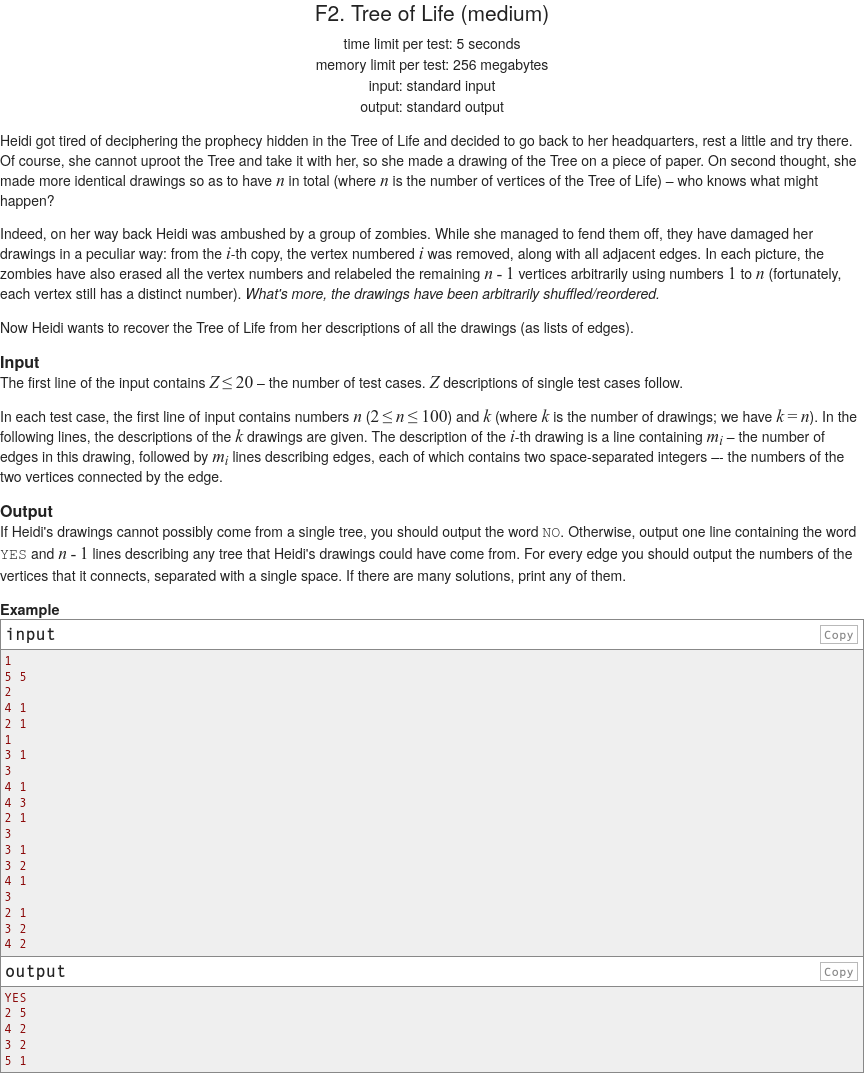 F2. Tree of Life (medium)
time limit per test: 5 seconds
memory limit per test: 256 megabytes
input: standard input
output: standard output
Heidi got tired of deciphering the prophecy hidden in the Tree of Life and decided to go back to her headquarters, rest a little and try there.
Of course, she cannot uproot the Tree and take it with her, so she made a drawing of the Tree on a piece of paper. On second thought, she
made more identical drawings so as to have n in total (where n is the number of vertices of the Tree of Life) – who knows what might
happen?
Indeed, on her way back Heidi was ambushed by a group of zombies. While she managed to fend them off, they have damaged her
drawings in a peculiar way: from the i-th copy, the vertex numbered i was removed, along with all adjacent edges. In each picture, the
zombies have also erased all the vertex numbers and relabeled the remaining n - 1 vertices arbitrarily using numbers 1 to n (fortunately,
each vertex still has a distinct number). What's more, the drawings have been arbitrarily shuffled/reordered.
Now Heidi wants to recover the Tree of Life from her descriptions of all the drawings (as lists of edges).
Input
The first line of the input contains Z ≤ 20 – the number of test cases. Z descriptions of single test cases follow.
In each test case, the first line of input contains numbers n (2 ≤ n ≤ 100) and k (where k is the number of drawings; we have k = n). In the
following lines, the descriptions of the k drawings are given. The description of the i-th drawing is a line containing mi – the number of
edges in this drawing, followed by mi lines describing edges, each of which contains two space-separated integers –- the numbers of the
two vertices connected by the edge.
Output
If Heidi's drawings cannot possibly come from a single tree, you should output the word NO. Otherwise, output one line containing the word
YES and n - 1 lines describing any tree that Heidi's drawings could have come from. For every edge you should output the numbers of the
vertices that it connects, separated with a single space. If there are many solutions, print any of them.
Example
input Copy
1
5 5
2
4 1
2 1
1
3 1
3
4 1
4 3
2 1
3
3 1
3 2
4 1
3
2 1
3 2
4 2
output Copy
YES
2 5
4 2
3 2
5 1